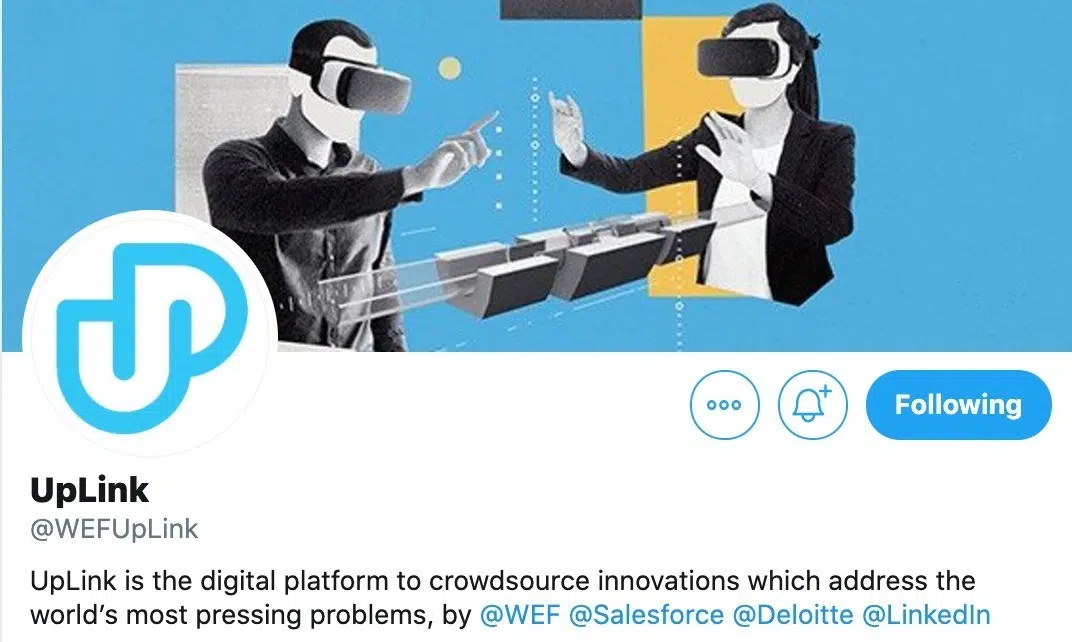 UP
Following
UpLink
@WEFUpLink
UpLink is the digital platform to crowdsource innovations which address the
world’s most pressing problems, by @WEF @Salesforce @Deloitte @LinkedIn